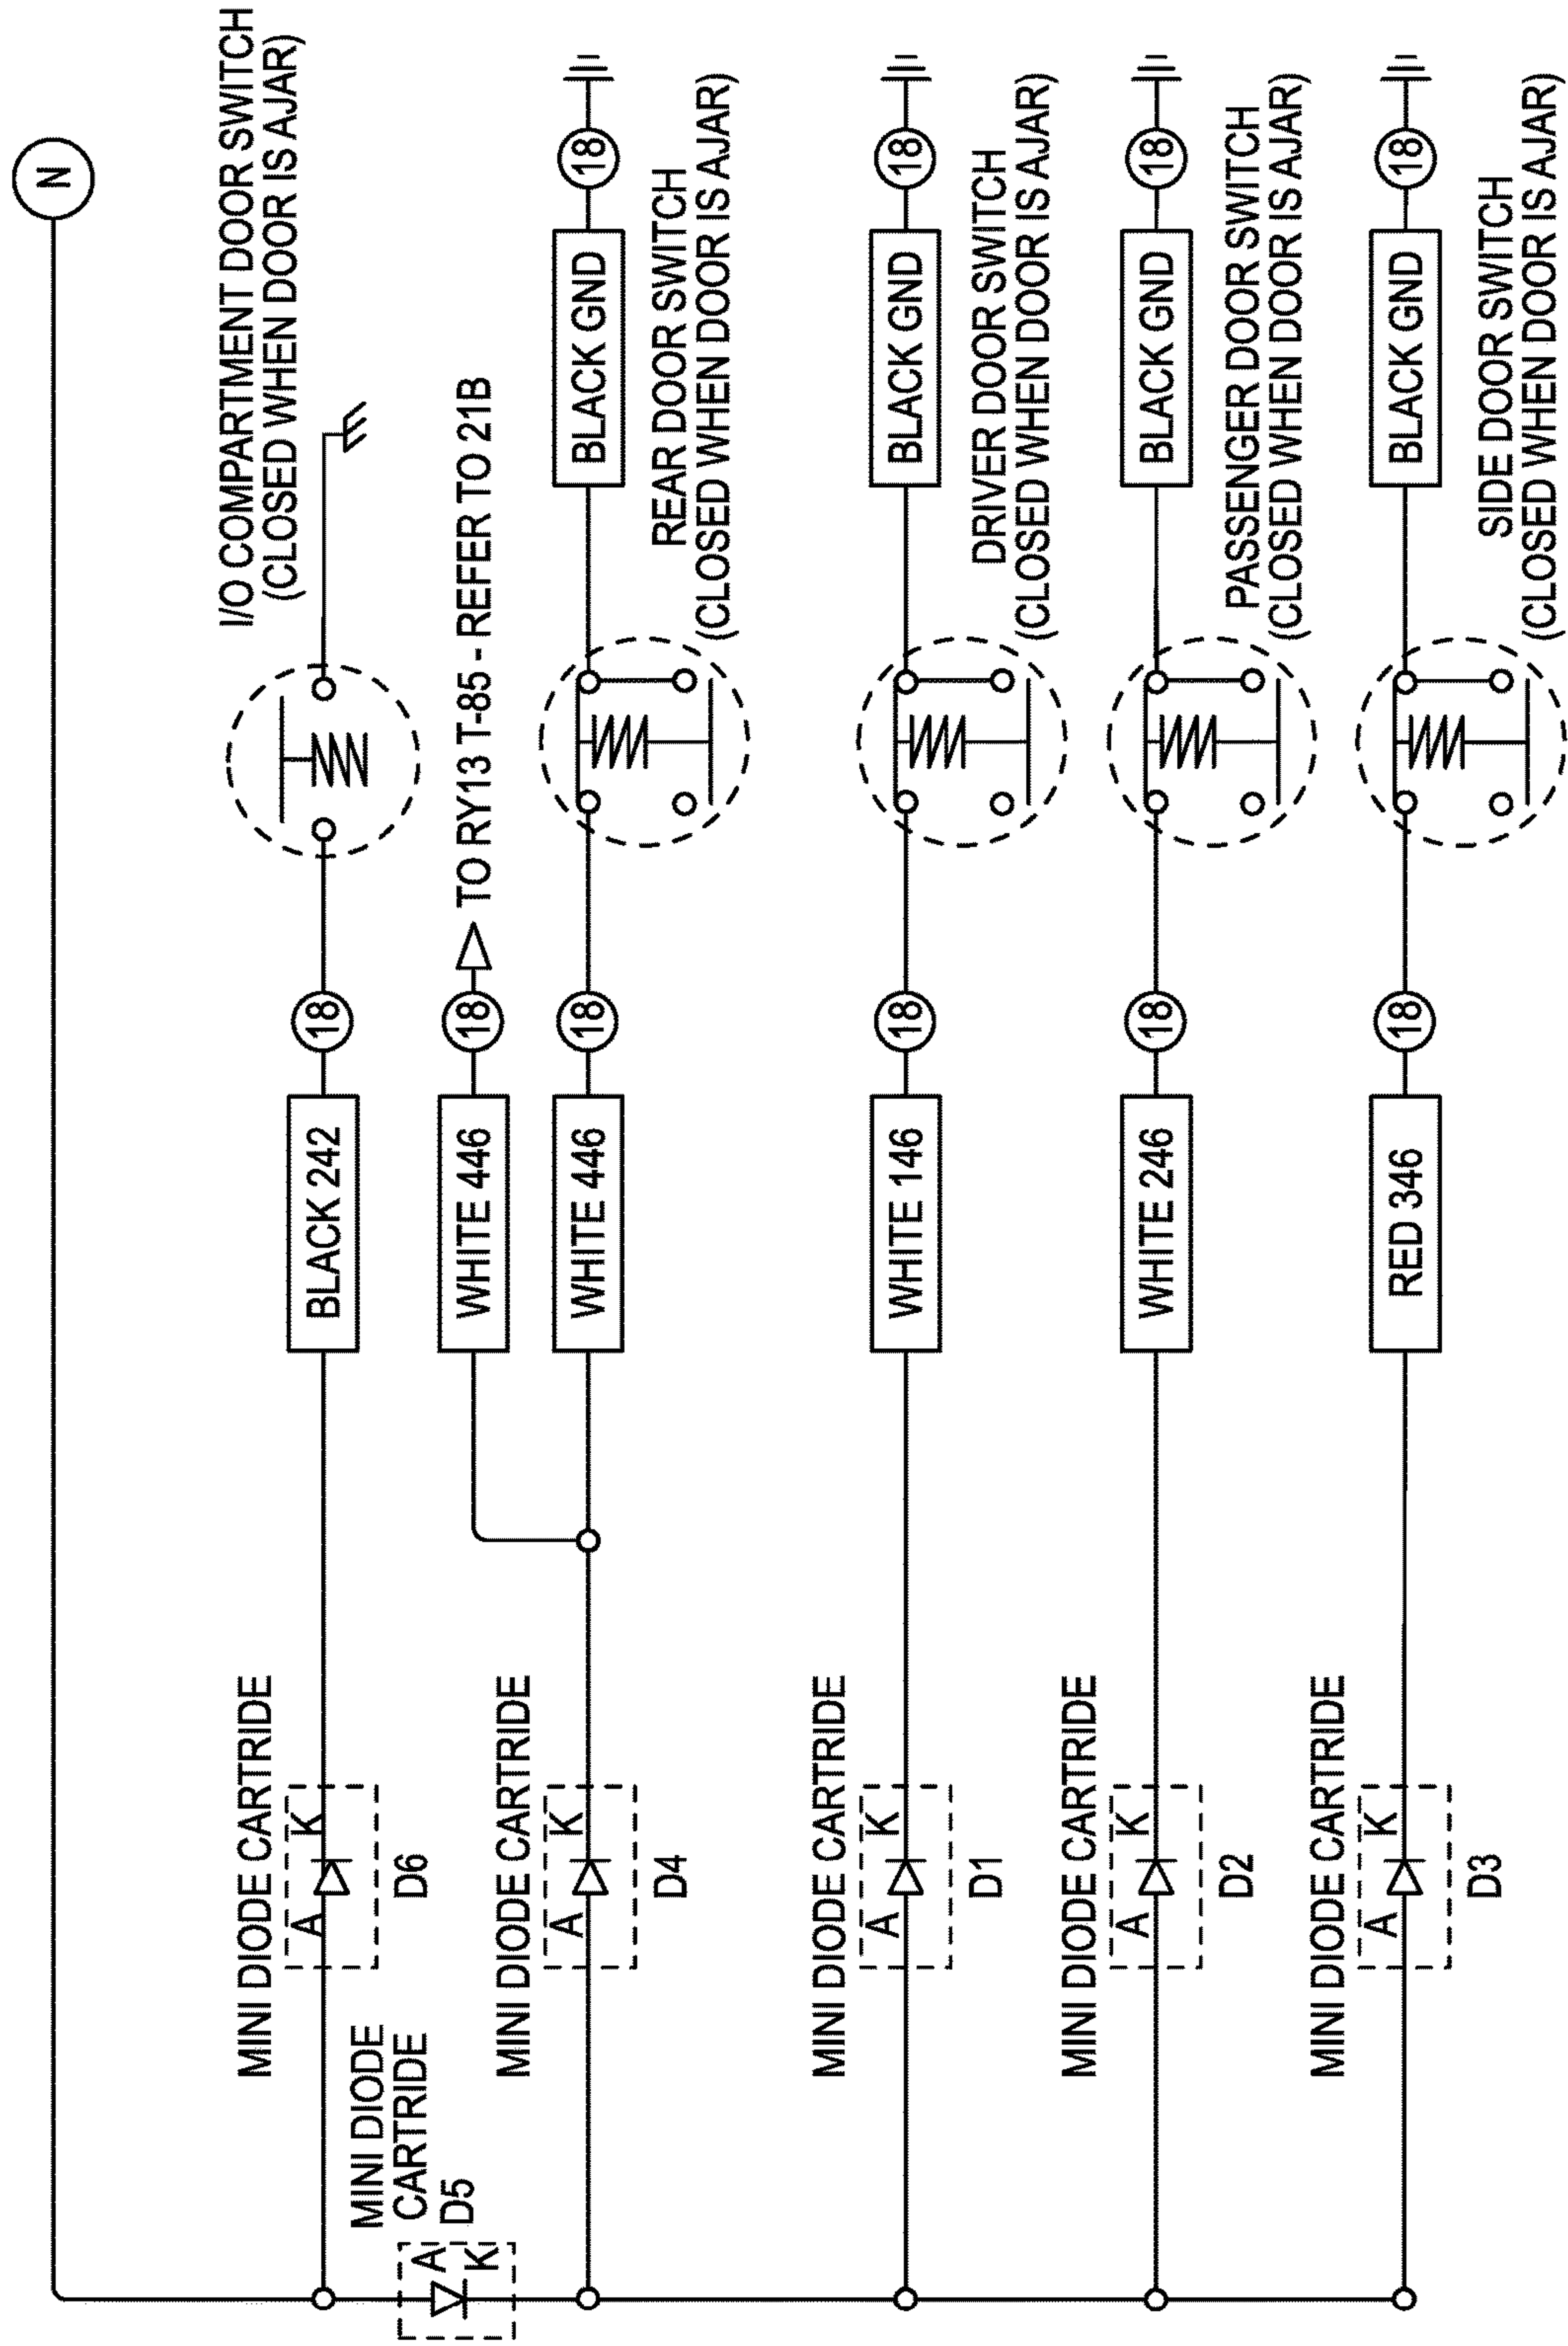 N
I/O COMPARTMENT DOOR SWITCH
(CLOSED WHEN DOOR IS AJAR)
MINI DIODE CARTRIDE
A
K
D6
BLACK 242
18
MINI DIODE
CARTRIDE
D5
A
K
WHITE 446
18
TO RY13 T-85 - REFER TO 21B
MINI DIODE CARTRIDE
A
K
D4
WHITE 446
18
BLACK GND
18
REAR DOOR SWITCH
(CLOSED WHEN DOOR IS AJAR)
MINI DIODE CARTRIDE
A
K
D1
WHITE 146
18
BLACK GND
18
DRIVER DOOR SWITCH
(CLOSED WHEN DOOR IS AJAR)
MINI DIODE CARTRIDE
A
K
D2
WHITE 246
18
BLACK GND
18
PASSENGER DOOR SWITCH
(CLOSED WHEN DOOR IS AJAR)
MINI DIODE CARTRIDE
A
K
D3
RED 346
18
BLACK GND
18
SIDE DOOR SWITCH
(CLOSED WHEN DOOR IS AJAR)